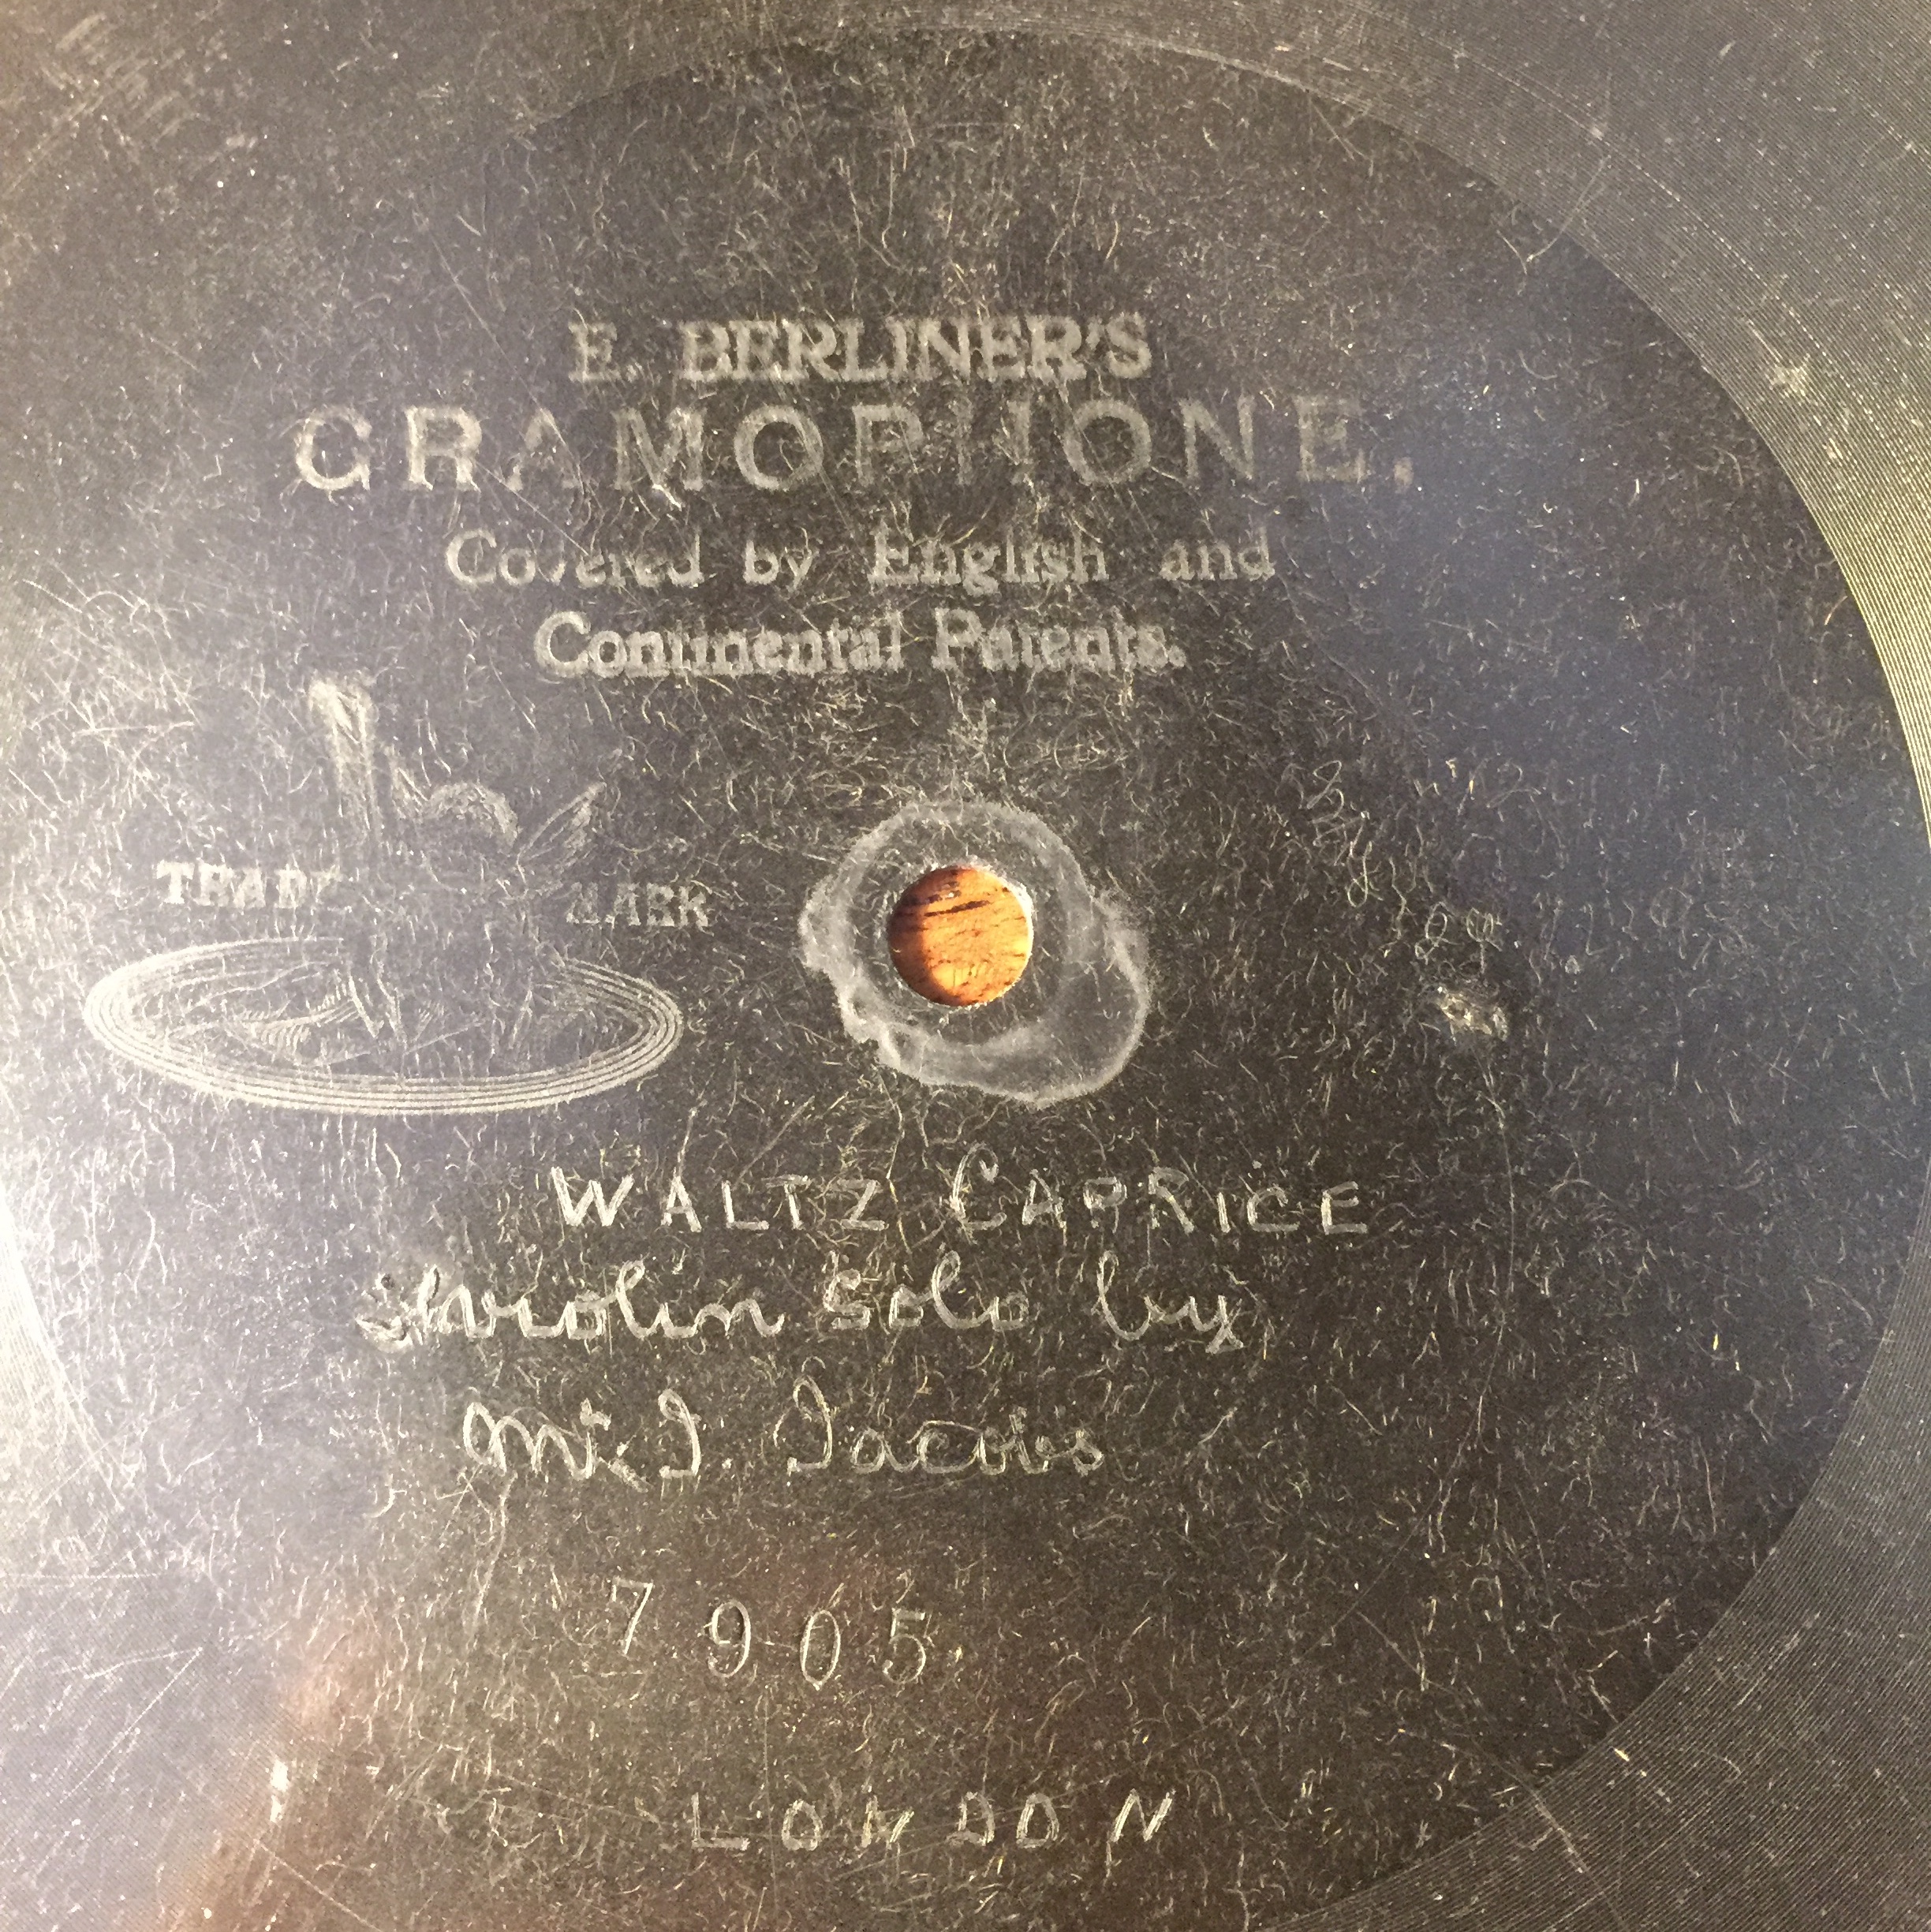 E. BERLINER'S
GRAMOPHONE,
Covered by English and
Continental Patents.
TRADE MARK
WALTZ CAPRICE
violin solo by
Mr. I. Jacobs
7905
LONDON